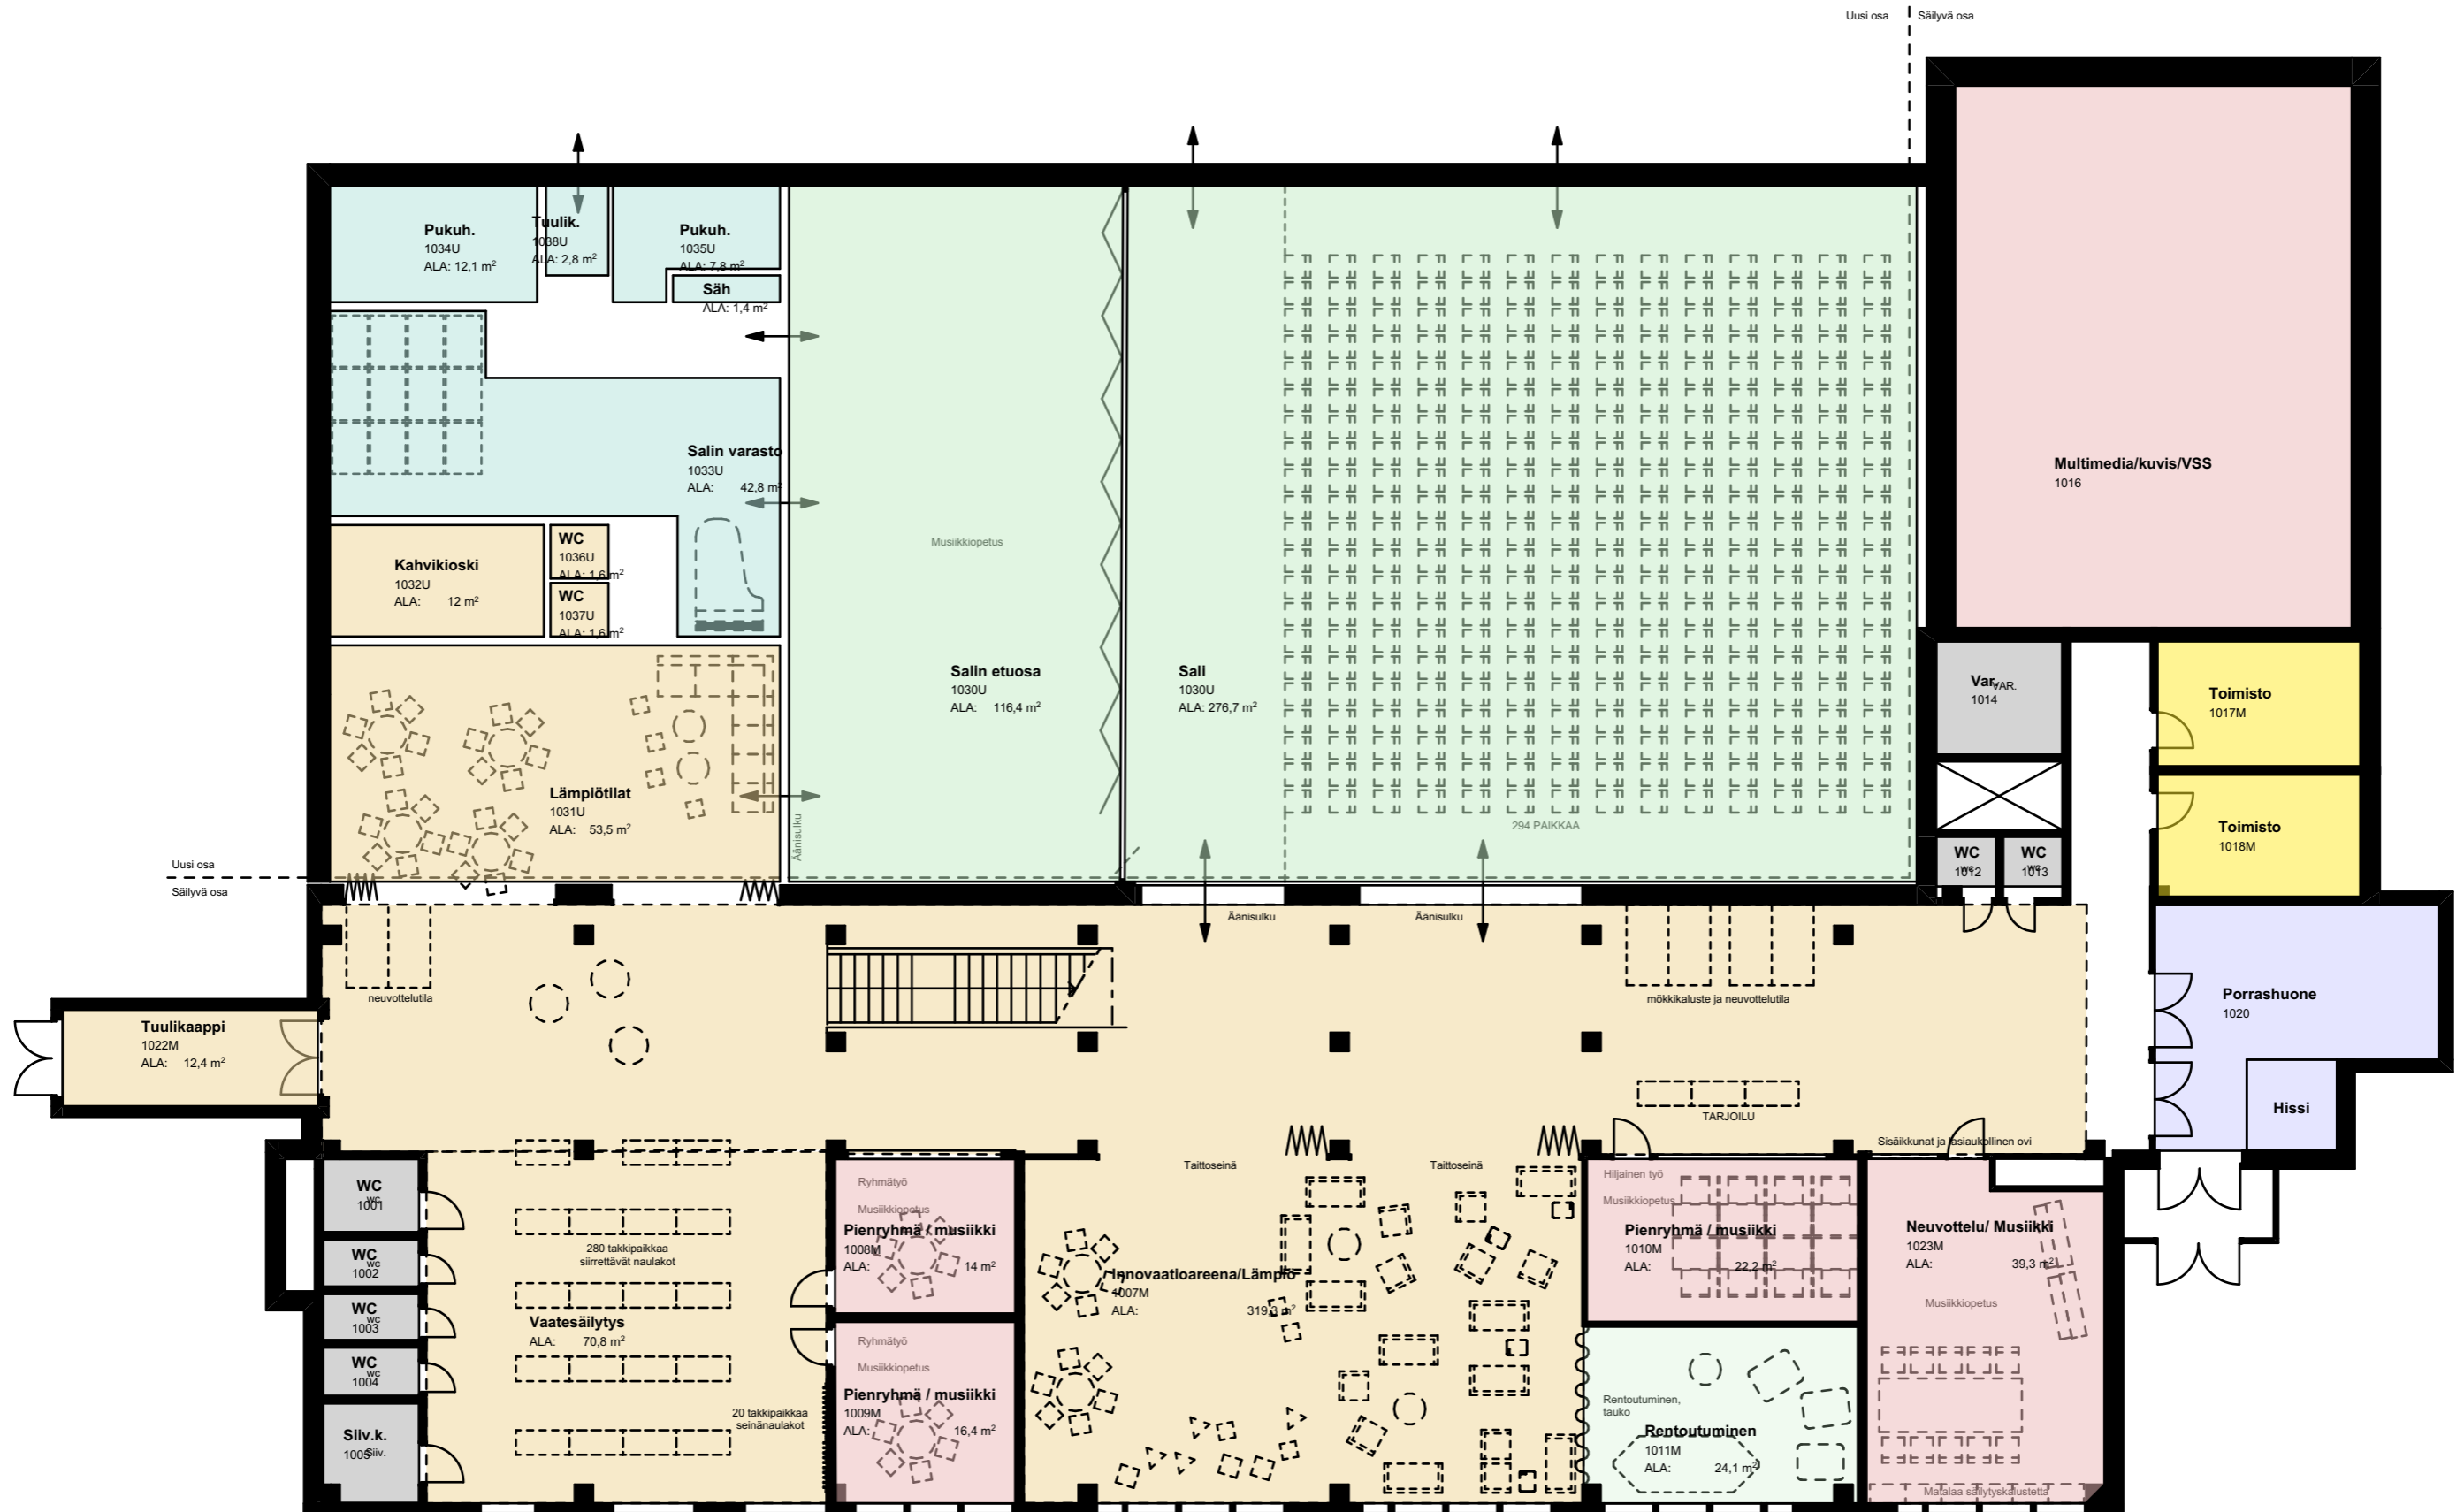 Uusi osa
Säilyvä osa
Pukuh.
1034U
ALA: 12,1 m²
Tuulik.
1038U
ALA: 2,8 m²
Pukuh.
1035U
ALA: 7,8 m²
Säh
ALA: 1,4 m²
Salin varasto
1033U
ALA: 42,8 m²
Multimedia/kuvis/VSS
1016
Musiikkiopetus
Kahvikioski
1032U
ALA: 12 m²
WC
1036U
ALA: 1,6 m²
WC
1037U
ALA: 1,6 m²
Salin etuosa
1030U
ALA: 116,4 m²
Sali
1030U
ALA: 276,7 m²
Var.
VAR.
1014
Toimisto
1017M
Lämpiötilat
1031U
ALA: 53,5 m²
Äänisulku
294 PAIKKAA
Toimisto
1018M
WC
WC
1012
WC
WC
1013
Uusi osa
Säilyvä osa
Äänisulku
Äänisulku
neuvottelutila
mökkikaluste ja neuvottelutila
Porrashuone
1020
Tuulikaappi
1022M
ALA: 12,4 m²
TARJOILU
Hissi
Sisäikkunat ja lasiaukollinen ovi
Taittoseinä
Taittoseinä
WC
WC
1001
Ryhmätyö
Musiikkiopetus
Pienryhmä / musiikki
1008M
ALA: 14 m²
Hiljainen työ
Musiikkiopetus
Pienryhmä / musiikki
1010M
ALA: 22,2 m²
Neuvottelu/ Musiikki
1023M
ALA: 39,3 m²
Musiikkiopetus
WC
WC
1002
280 takkipaikkaa
siirrettävät naulakot
Innovaatioareena/Lämpiö
1007M
ALA: 319,3 m²
WC
WC
1003
Vaatesäilytys
ALA: 70,8 m²
Ryhmätyö
Musiikkiopetus
Pienryhmä / musiikki
1009M
ALA: 16,4 m²
WC
WC
1004
20 takkipaikkaa
seinänaulakot
Rentoutuminen,
tauko
Rentoutuminen
1011M
ALA: 24,1 m²
Siiv.k.
1005
Siiv.
Matalaa säilytyskalustetta